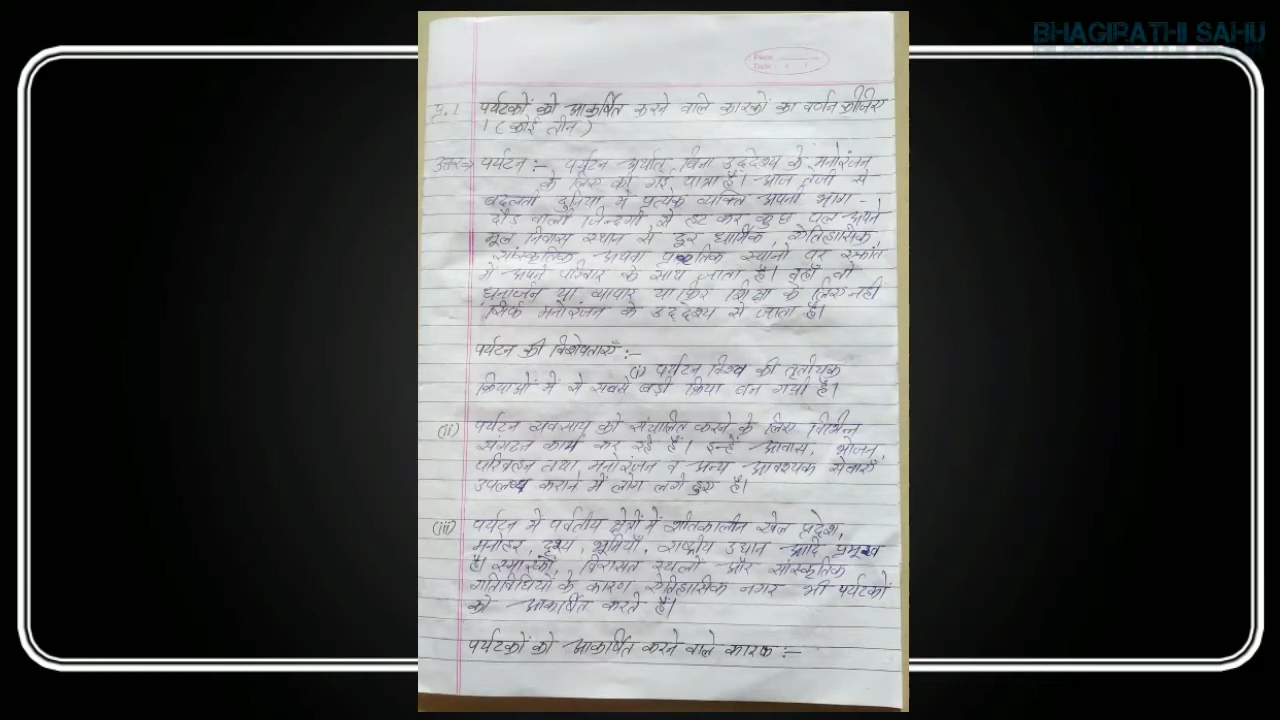 BHAGIRATHI SAHU
Page
Date
प्र.1 पर्यटकों को आकर्षित करने वाले कारकों का वर्णन कीजिए
। (कोई तीन)
उत्तर⇒ पर्यटन :- पर्यटन अर्थात् बिना उद्देश्य के मनोरंजन
के लिए की गई यात्रा है। आज तेजी से
बदलती दुनिया में प्रत्येक व्यक्ति अपनी भाग-
दौड वाली जिन्दगी से हट कर कुछ पल अपने
मूल निवास स्थान से दूर धार्मिक, ऐतिहासिक,
सांस्कृतिक अथवा प्राकृतिक स्थानों पर एकांत
में अपने परिवार के साथ जाता है। वहाँ वो
धनार्जन या व्यापार या फिर शिक्षा के लिए नहीं
सिर्फ मनोरंजन के उद्देश्य से जाता है।
पर्यटन की विशेषताएँ :-
(i) पर्यटन विश्व की तृतीयक
क्रियाओं में से सबसे बड़ी क्रिया बन गयी है।
(ii) पर्यटन व्यवसाय को संचालित करने के लिए विभिन्न
संगठन कार्य कर रहे हैं। इन्हें आवास, भोजन,
परिवहन तथा मनोरंजन व अन्य आवश्यक सेवाएँ
उपलब्ध कराने में लोग लगे हुए हैं।
(iii) पर्यटन में पर्वतीय क्षेत्रों में शीतकालीन खेल प्रदेश,
मनोहर, दृश्य, भूमियाँ, राष्ट्रीय उद्यान आदि प्रमुख
है। स्मारकों, विरासत स्थलों और सांस्कृतिक
गतिविधियों के कारण ऐतिहासिक नगर भी पर्यटकों
को आकर्षित करते हैं।
पर्यटकों को आकर्षित करने वाले कारक :-